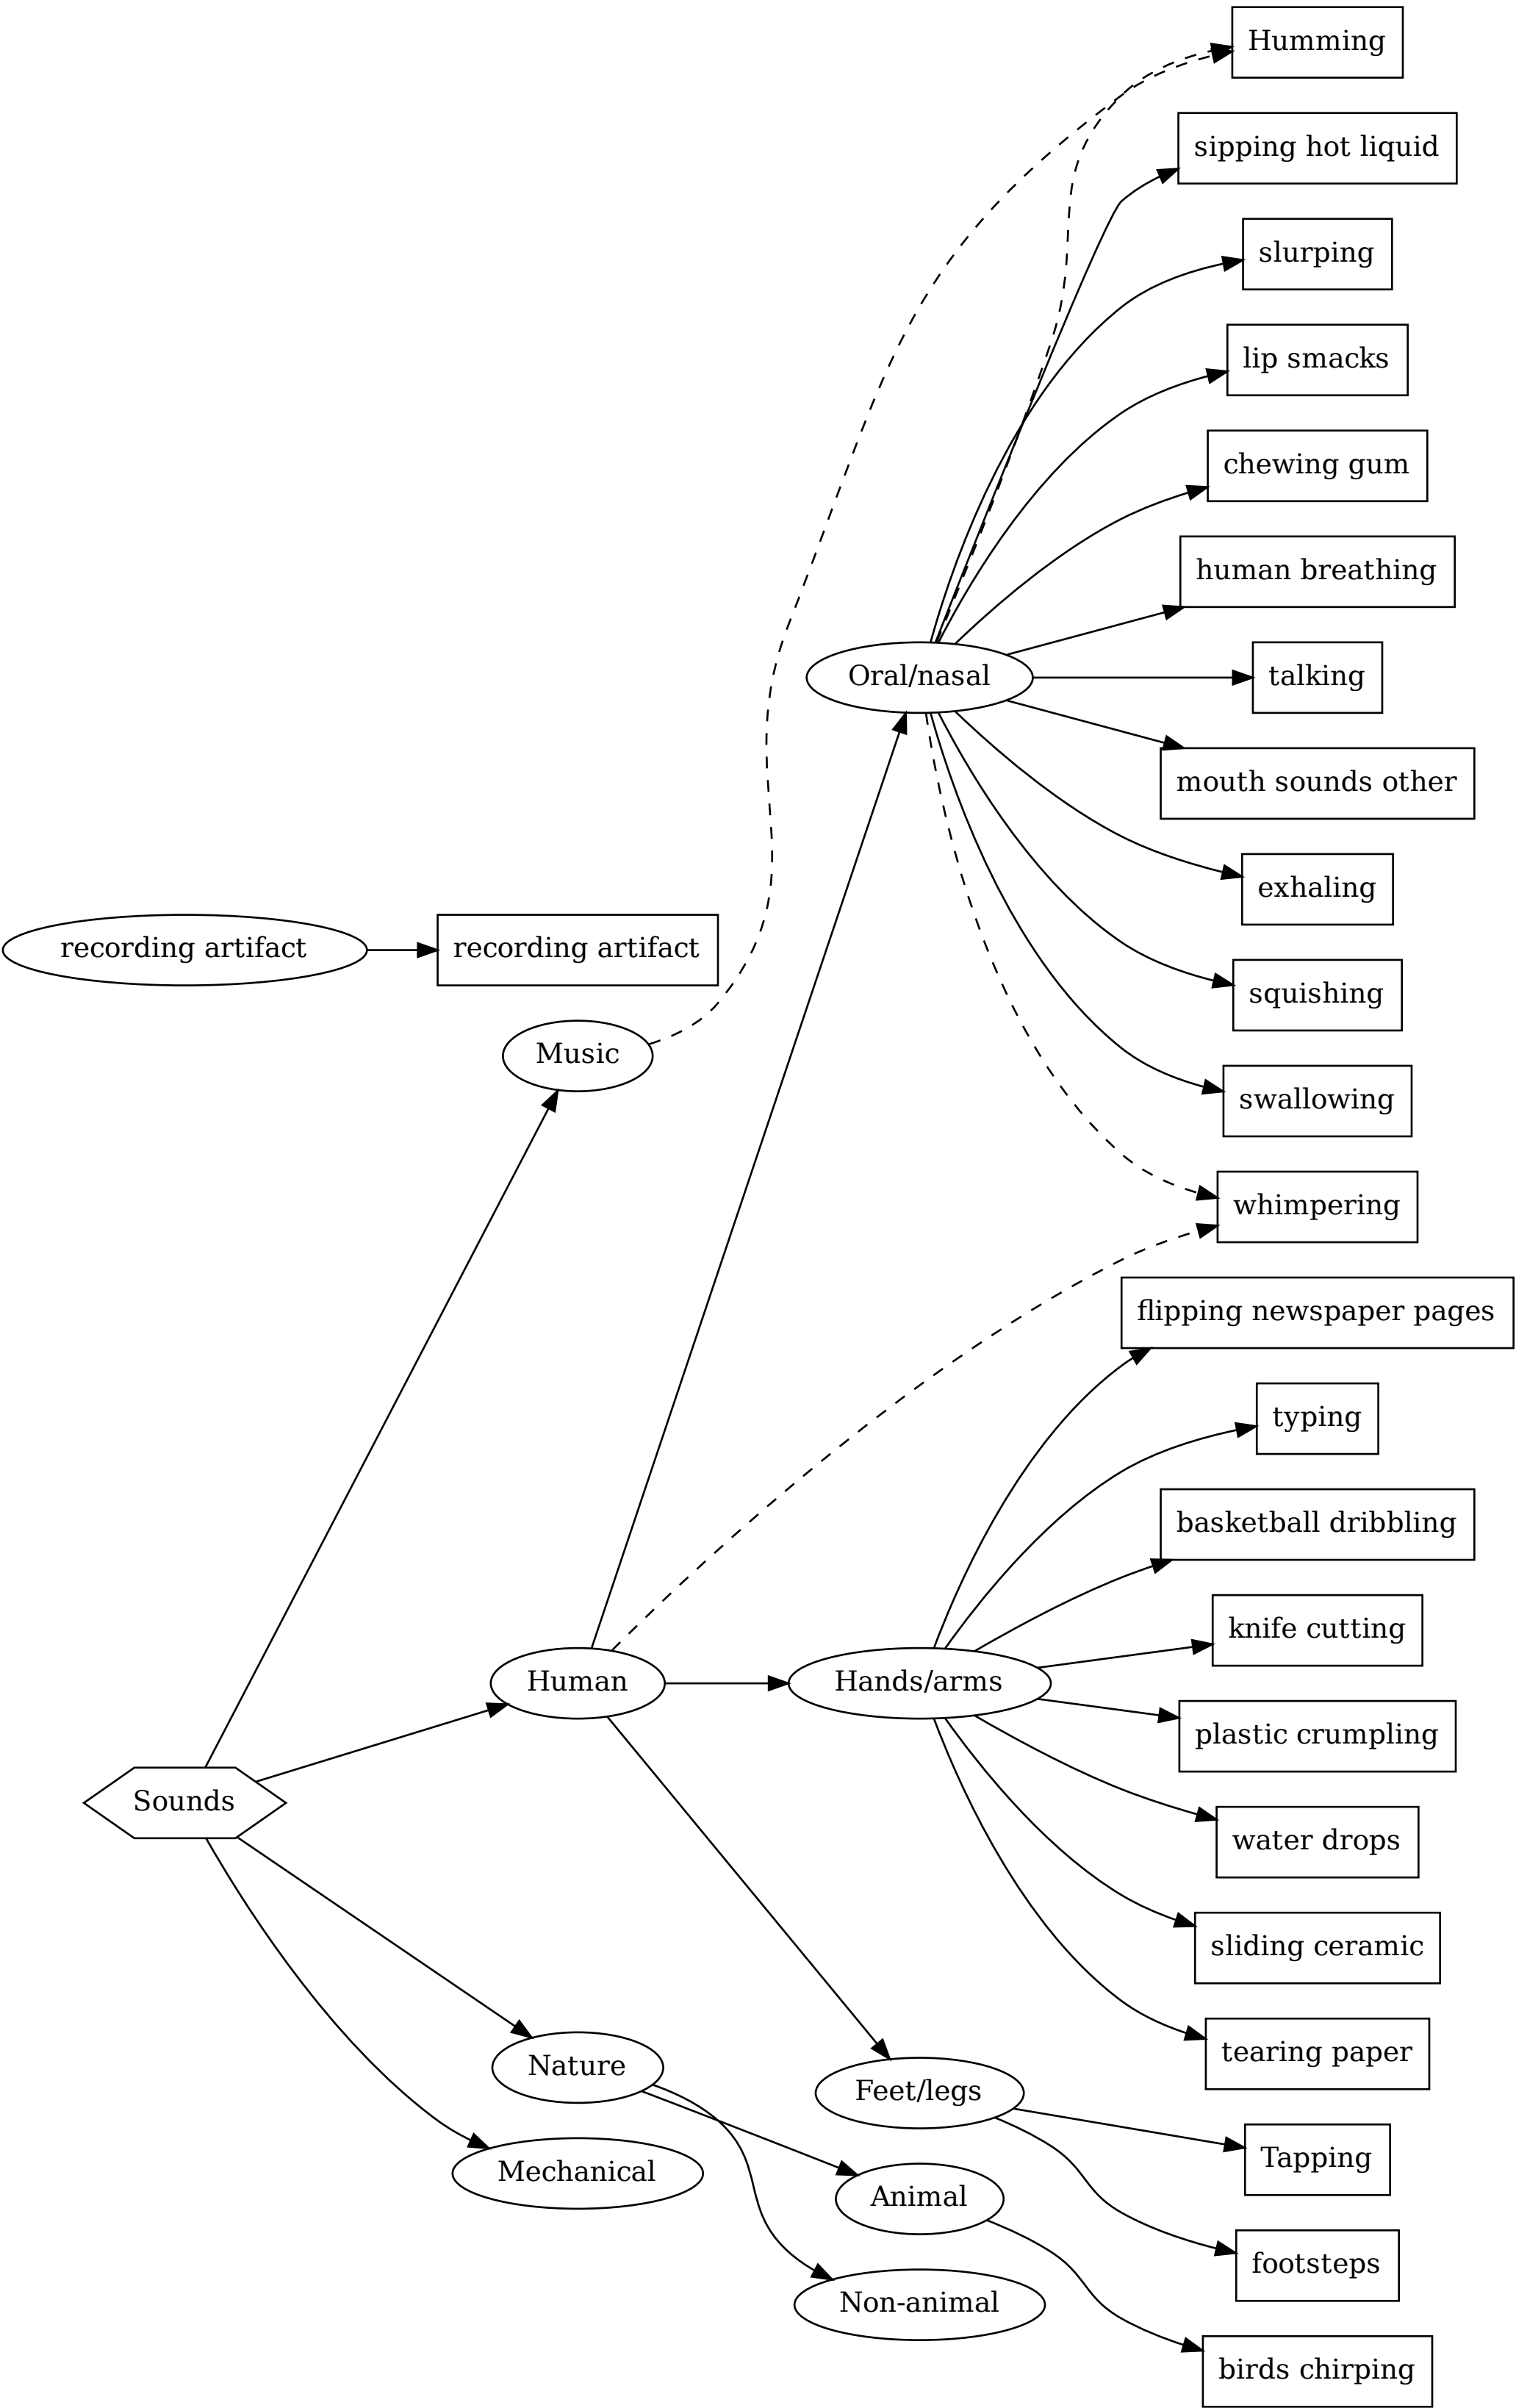 Humming
sipping hot liquid
slurping
lip smacks
chewing gum
human breathing
Oral/nasal
talking
mouth sounds other
exhaling
recording artifact
recording artifact
squishing
Music
swallowing
whimpering
flipping newspaper pages
typing
basketball dribbling
knife cutting
Human
Hands/arms
plastic crumpling
Sounds
water drops
sliding ceramic
tearing paper
Nature
Feet/legs
Tapping
Mechanical
Animal
footsteps
Non-animal
birds chirping